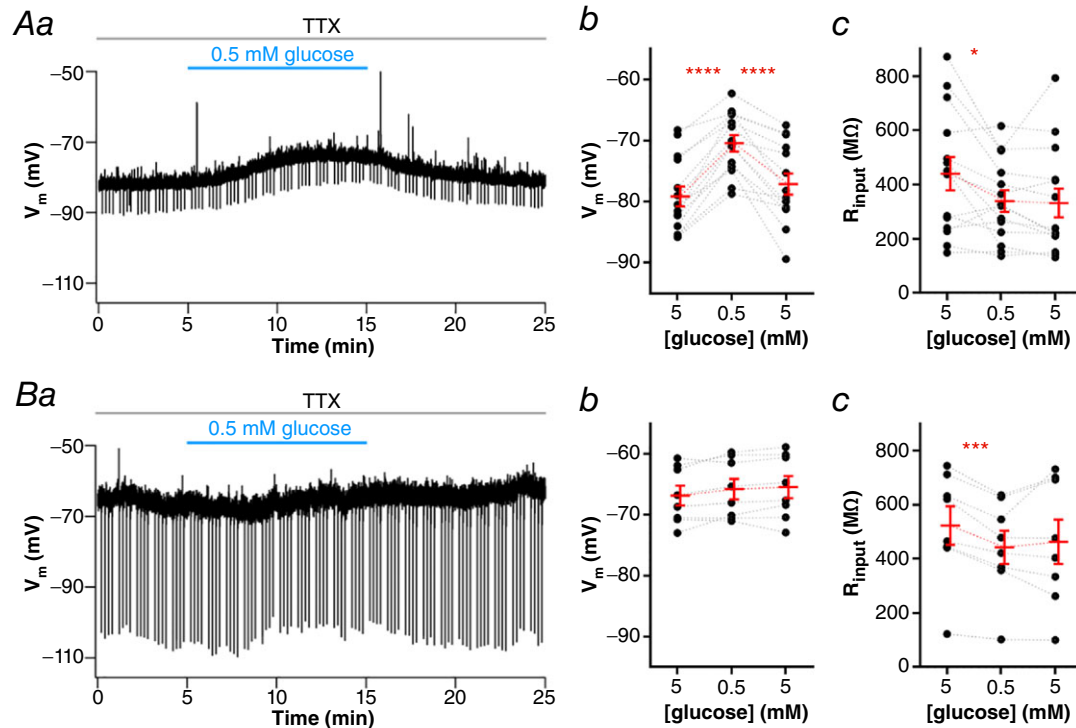 Aa
TTX
0.5 mM glucose
−50
−70
−90
−110
Vm (mV)
0 5 10 15 20 25
Time (min)
b
**** ****
−60
−70
−80
−90
Vm (mV)
5 0.5 5
[glucose] (mM)
c
*
800
600
400
200
0
Rinput (MΩ)
5 0.5 5
[glucose] (mM)
Ba
TTX
0.5 mM glucose
−50
−70
−90
−110
Vm (mV)
0 5 10 15 20 25
Time (min)
b
−60
−70
−80
−90
Vm (mV)
5 0.5 5
[glucose] (mM)
c
***
800
600
400
200
0
Rinput (MΩ)
5 0.5 5
[glucose] (mM)